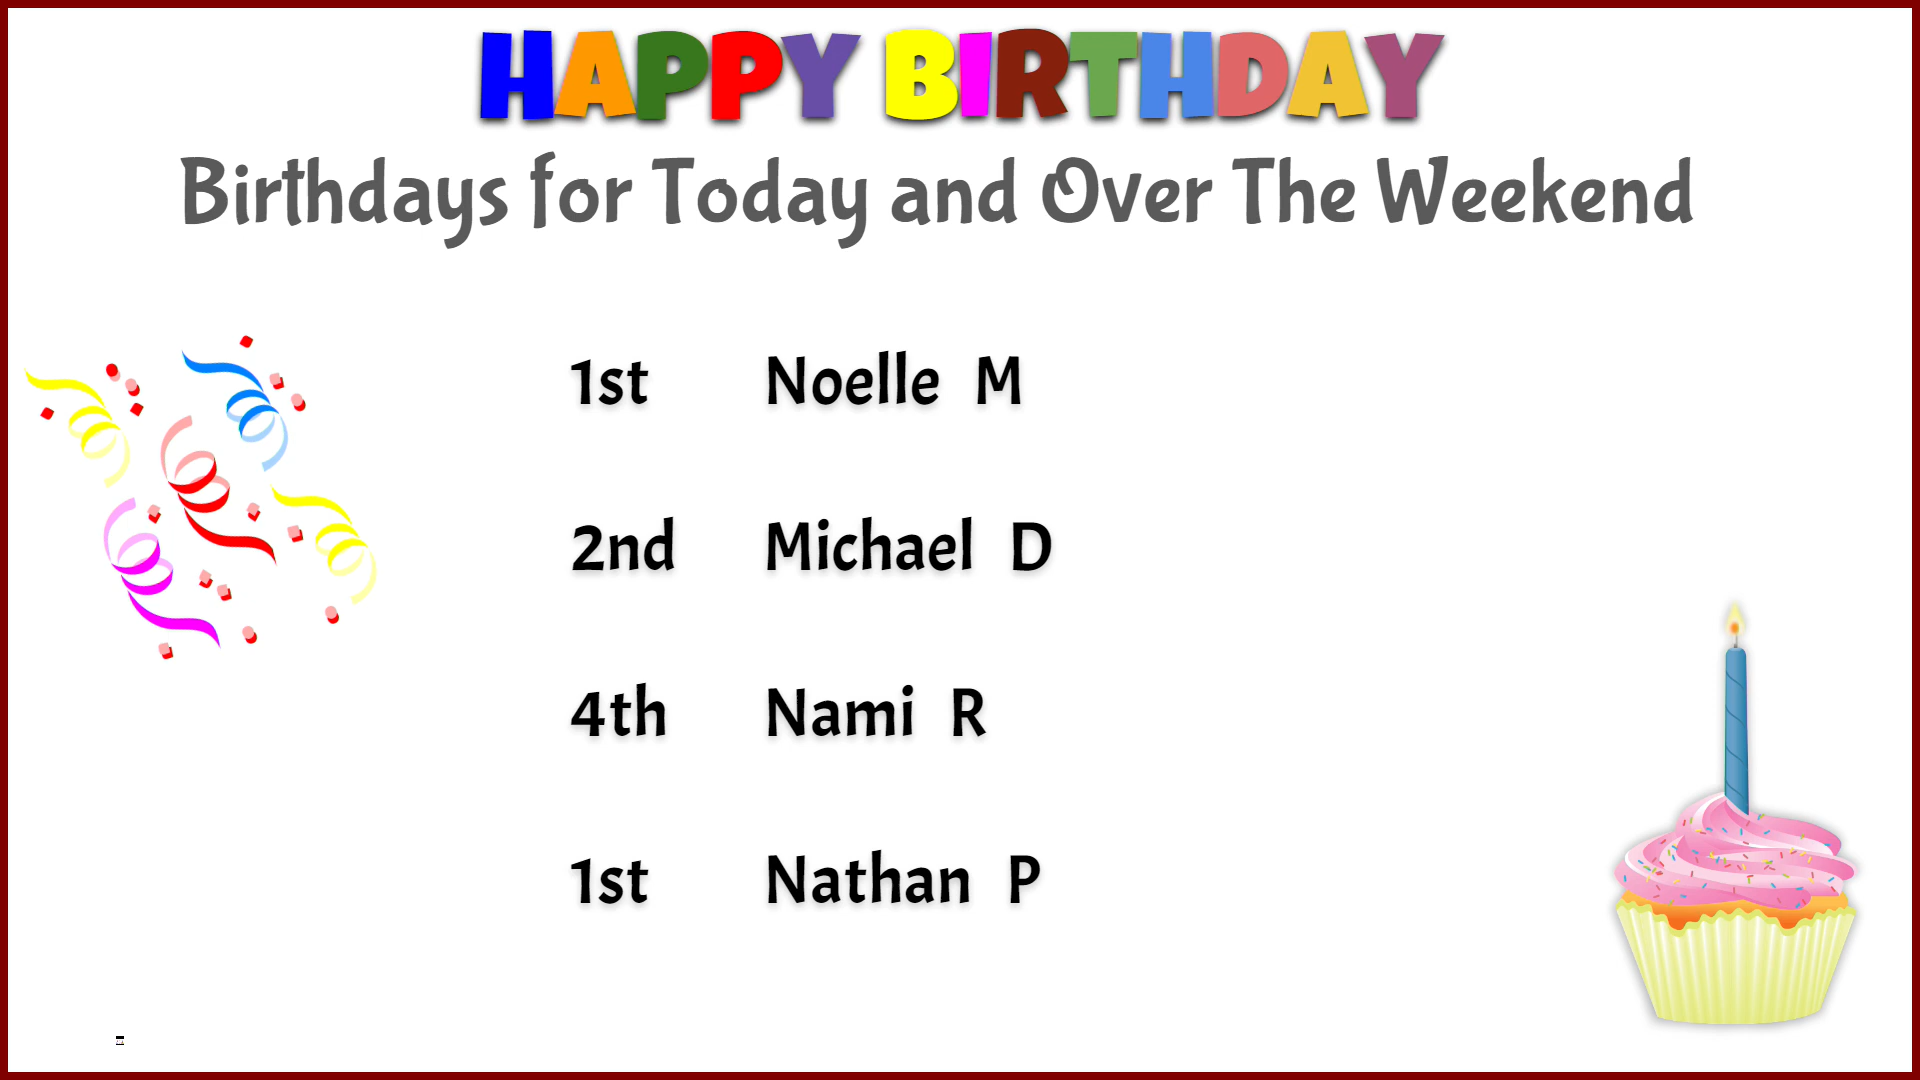 HAPPY BIRTHDAY
Birthdays for Today and Over The Weekend
1st Noelle M
2nd Michael D
4th Nami R
1st Nathan P